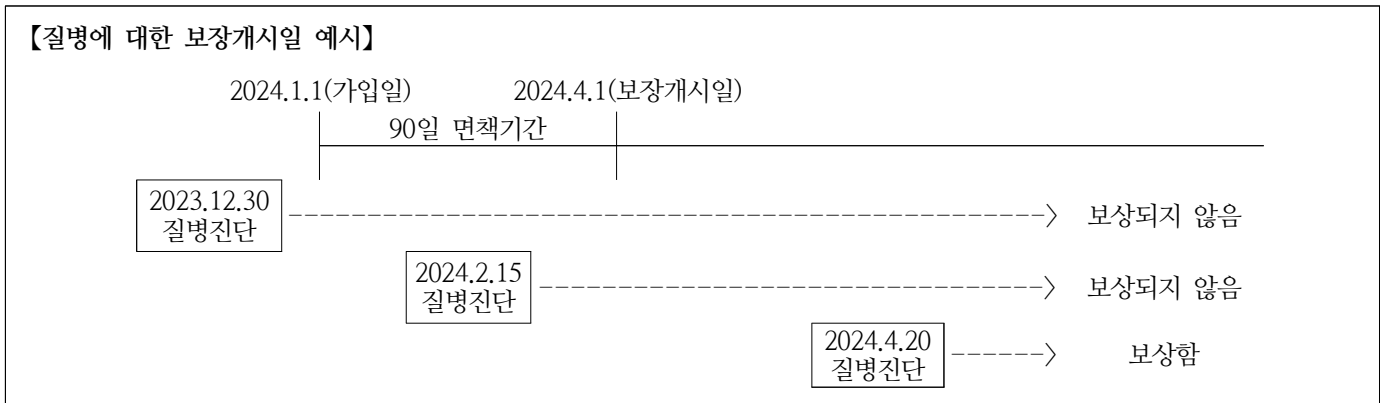 【질병에 대한 보장개시일 예시】
2024.1.1(가입일) 2024.4.1(보장개시일)
90일 면책기간
2023.12.30
질병진단
보상되지 않음
2024.2.15
질병진단
보상되지 않음
2024.4.20
질병진단
보상함